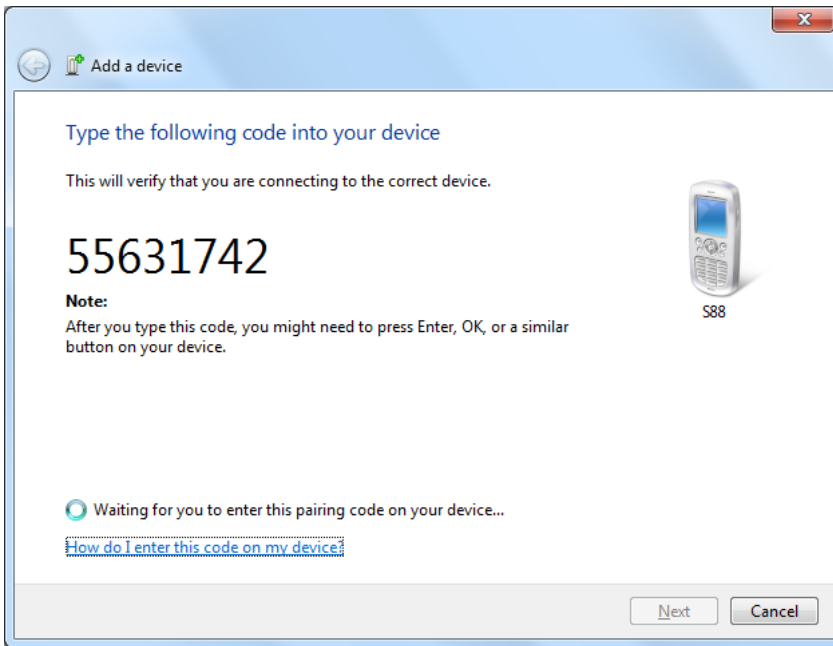 Add a device
Type the following code into your device
This will verify that you are connecting to the correct device.
55631742
S88
Note:
After you type this code, you might need to press Enter, OK, or a similar
button on your device.
Waiting for you to enter this pairing code on your device...
How do I enter this code on my device?
Next
Cancel